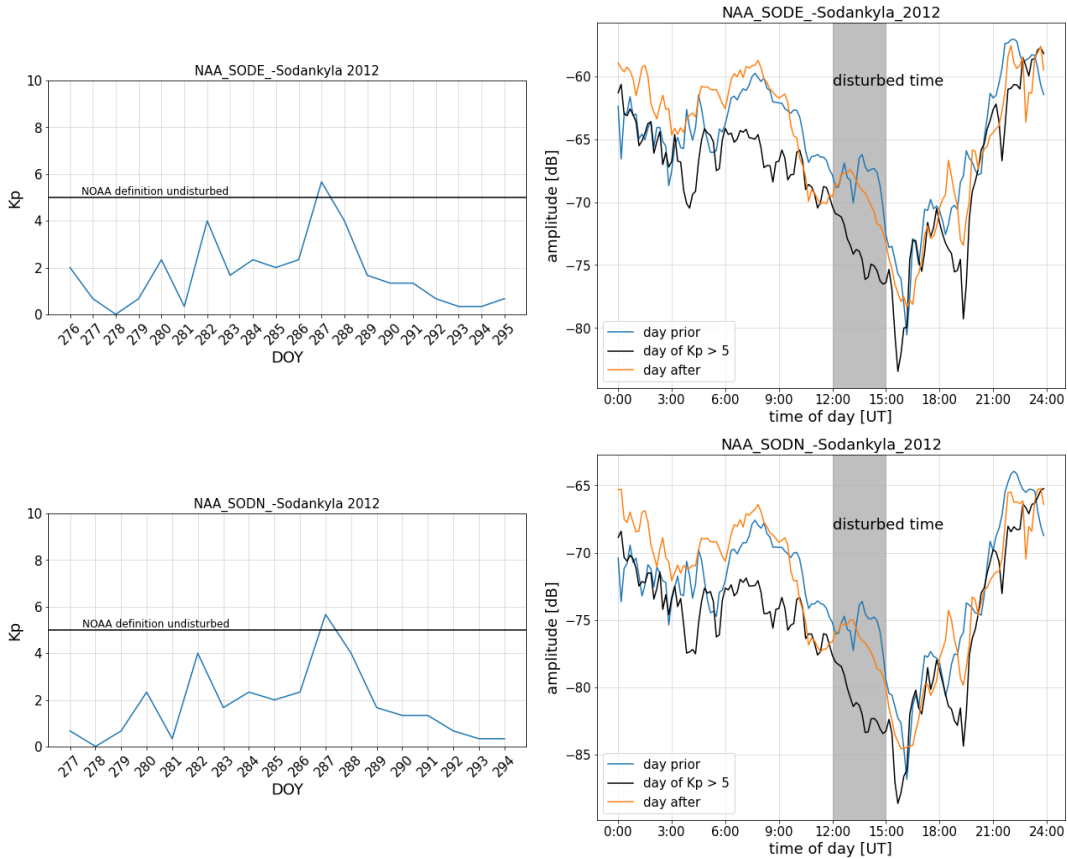 NAA_SODE_-Sodankyla 2012
10
8
6
4
2
0
Kp
NOAA definition undisturbed
276 277 278 279 280 281 282 283 284 285 286 287 288 289 290 291 292 293 294 295
DOY
NAA_SODE_-Sodankyla_2012
−60
−65
−70
−75
−80
amplitude [dB]
disturbed time
day prior
day of Kp > 5
day after
0:00 3:00 6:00 9:00 12:00 15:00 18:00 21:00 24:00
time of day [UT]
NAA_SODN_-Sodankyla 2012
10
8
6
4
2
0
Kp
NOAA definition undisturbed
277 278 279 280 281 282 283 284 285 286 287 288 289 290 291 292 293 294
DOY
NAA_SODN_-Sodankyla_2012
−65
−70
−75
−80
−85
amplitude [dB]
disturbed time
day prior
day of Kp > 5
day after
0:00 3:00 6:00 9:00 12:00 15:00 18:00 21:00 24:00
time of day [UT]